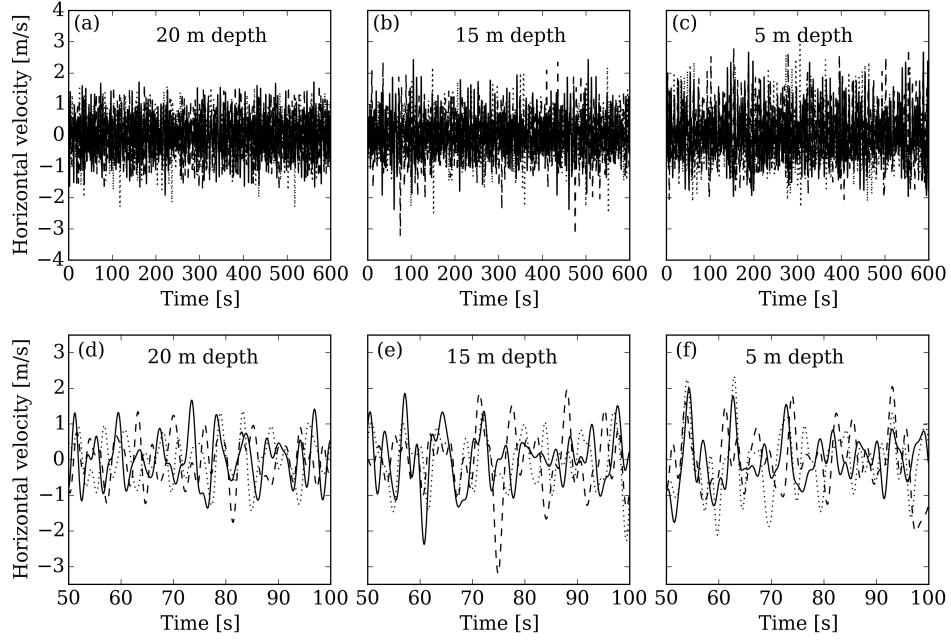 Horizontal velocity [m/s]
4
3
2
1
0
−1
−2
−3
−4
(a) 20 m depth
0 100 200 300 400 500 600
Time [s]
(b) 15 m depth
0 100 200 300 400 500 600
Time [s]
(c) 5 m depth
0 100 200 300 400 500 600
Time [s]
Horizontal velocity [m/s]
3
2
1
0
−1
−2
−3
(d) 20 m depth
50 60 70 80 90 100
Time [s]
(e) 15 m depth
50 60 70 80 90 100
Time [s]
(f) 5 m depth
50 60 70 80 90 100
Time [s]